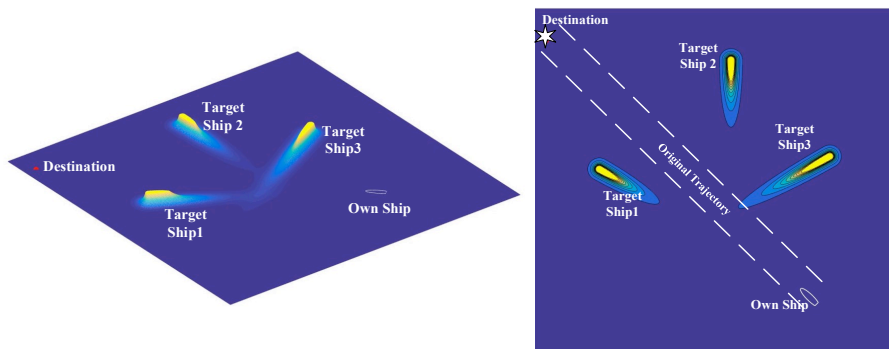 Target
Ship 2
Target
Ship3
Destination
Target
Ship1
Own Ship
Destination
Target
Ship 2
Target
Ship3
Original Trajectory
Target
Ship1
Own Ship